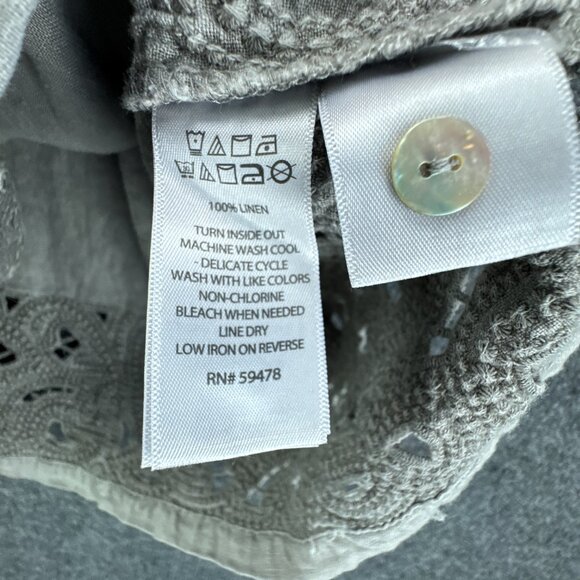 100% LINEN
TURN INSIDE OUT
MACHINE WASH COOL
- DELICATE CYCLE
WASH WITH LIKE COLORS
NON-CHLORINE
BLEACH WHEN NEEDED
LINE DRY
LOW IRON ON REVERSE
RN# 59478